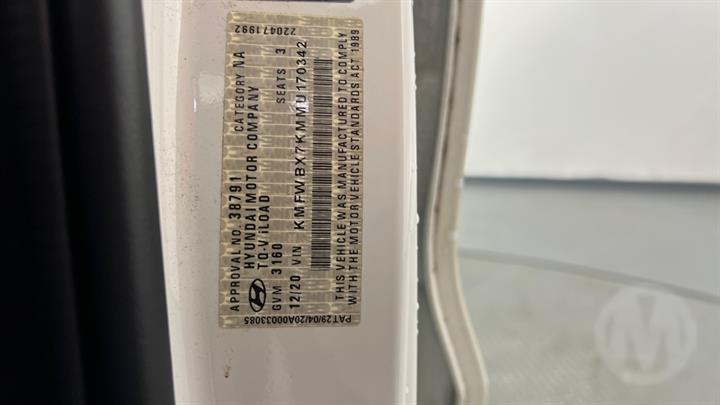 APPROVAL NO. 38791 CATEGORY NA
HYUNDAI MOTOR COMPANY
TQ-V iLOAD SEATS 3
GVM 3160
12/20 VIN KMFWBX7KMMU170342
THIS VEHICLE WAS MANUFACTURED TO COMPLY
WITH THE MOTOR VEHICLE STANDARDS ACT 1989
PAT29/04/20A00033085
220471992
M